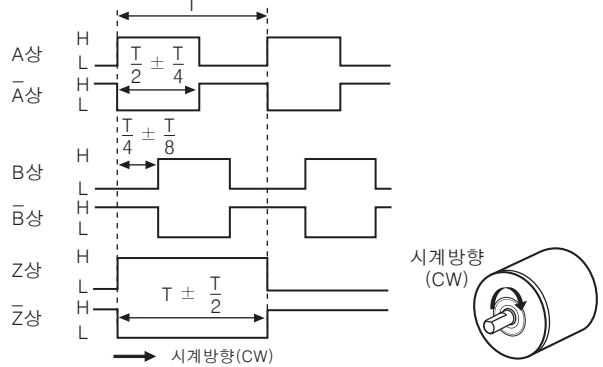 T
A상 H
L
T/2 ± T/4
A̅상 H
L
T/4 ± T/8
B상 H
L
B̅상 H
L
Z상 H
L
T ± T/2
Z̅상 H
L
시계방향(CW)
시계방향
(CW)